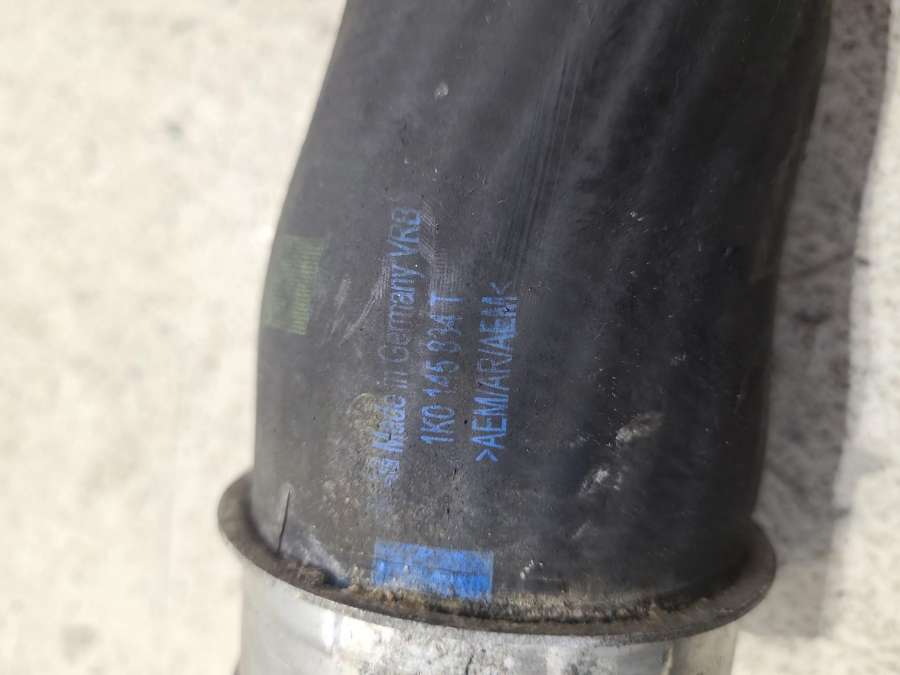 Made in Germany VRB
1K0 145 834 T
>AEM/AR/AEM<